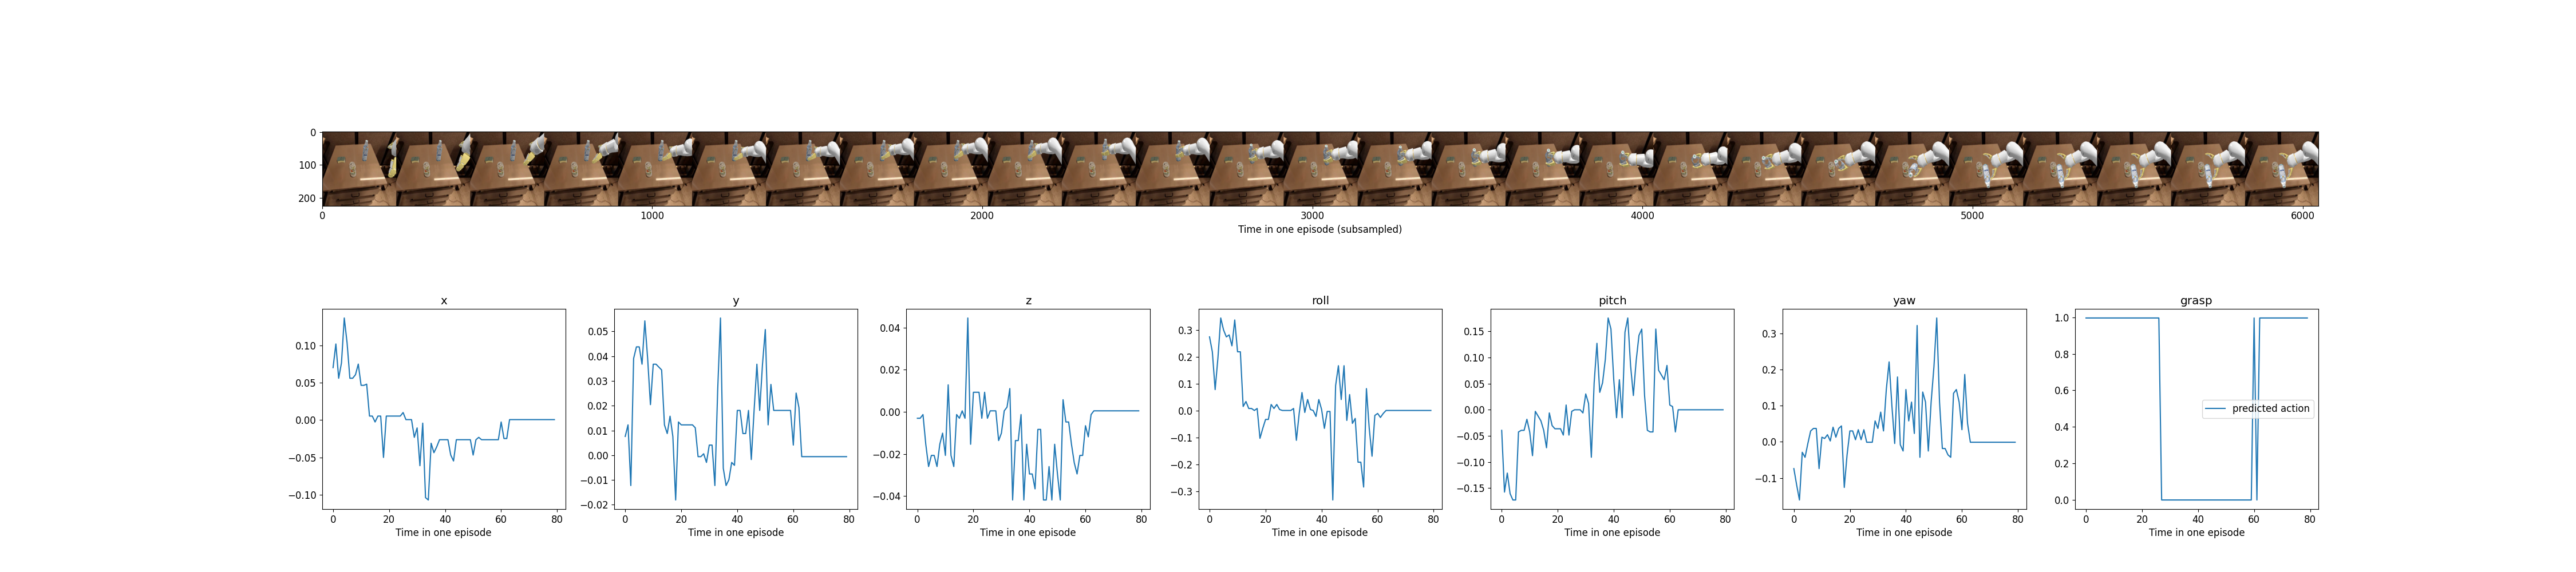 0
100
200
0 1000 2000 3000 4000 5000 6000
Time in one episode (subsampled)
x
0.10
0.05
0.00
−0.05
−0.10
0 20 40 60 80
Time in one episode
y
0.05
0.04
0.03
0.02
0.01
0.00
−0.01
−0.02
0 20 40 60 80
Time in one episode
z
0.04
0.02
0.00
−0.02
−0.04
0 20 40 60 80
Time in one episode
roll
0.3
0.2
0.1
0.0
−0.1
−0.2
−0.3
0 20 40 60 80
Time in one episode
pitch
0.15
0.10
0.05
0.00
−0.05
−0.10
−0.15
0 20 40 60 80
Time in one episode
yaw
0.3
0.2
0.1
0.0
−0.1
0 20 40 60 80
Time in one episode
grasp
1.0
0.8
0.6
0.4
0.2
0.0
predicted action
0 20 40 60 80
Time in one episode